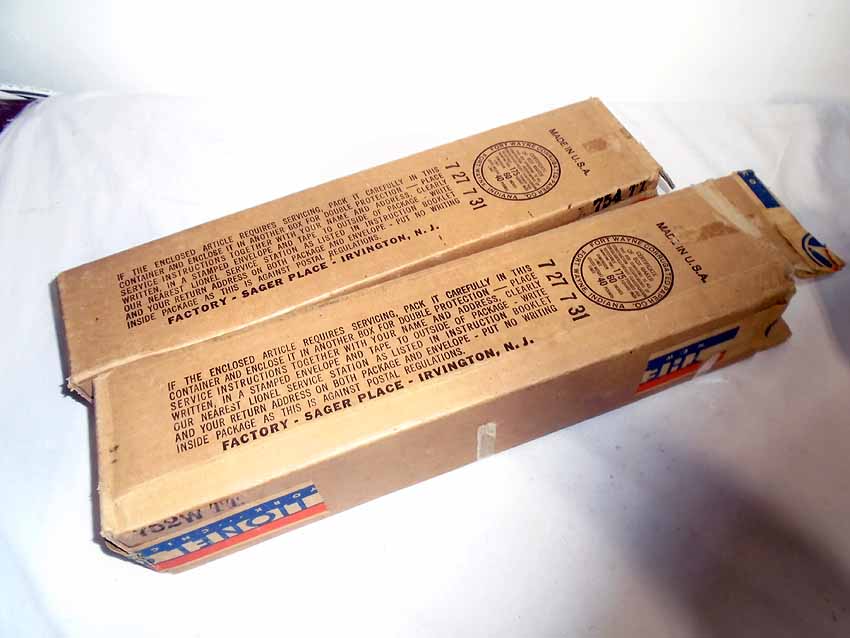 MADE IN U.S.A.
7 27 7 31
754 TT
IF THE ENCLOSED ARTICLE REQUIRES SERVICING, PACK IT CAREFULLY IN THIS
CONTAINER AND ENCLOSE IT IN ANOTHER BOX FOR DOUBLE PROTECTION — PLACE
SERVICE INSTRUCTIONS TOGETHER WITH YOUR NAME AND ADDRESS, CLEARLY
WRITTEN, IN A STAMPED ENVELOPE AND TAPE TO OUTSIDE OF PACKAGE - WRITE
OUR NEAREST LIONEL SERVICE STATION AS LISTED IN INSTRUCTION BOOKLET
AND YOUR RETURN ADDRESS ON BOTH PACKAGE AND ENVELOPE - PUT NO WRITING
INSIDE PACKAGE AS THIS IS AGAINST POSTAL REGULATIONS.
FACTORY - SAGER PLACE - IRVINGTON, N. J.
MADE IN U.S.A.
FORT WAYNE CORRUGATED PAPER CO.
FORT WAYNE INDIANA
175
60 MM
40
7 27 7 31
IF THE ENCLOSED ARTICLE REQUIRES SERVICING, PACK IT CAREFULLY IN THIS
CONTAINER AND ENCLOSE IT IN ANOTHER BOX FOR DOUBLE PROTECTION — PLACE
SERVICE INSTRUCTIONS TOGETHER WITH YOUR NAME AND ADDRESS, CLEARLY
WRITTEN, IN A STAMPED ENVELOPE AND TAPE TO OUTSIDE OF PACKAGE - WRITE
OUR NEAREST LIONEL SERVICE STATION AS LISTED IN INSTRUCTION BOOKLET
AND YOUR RETURN ADDRESS ON BOTH PACKAGE AND ENVELOPE - PUT NO WRITING
INSIDE PACKAGE AS THIS IS AGAINST POSTAL REGULATIONS.
FACTORY - SAGER PLACE - IRVINGTON, N. J.
752W TT.
LIONEL